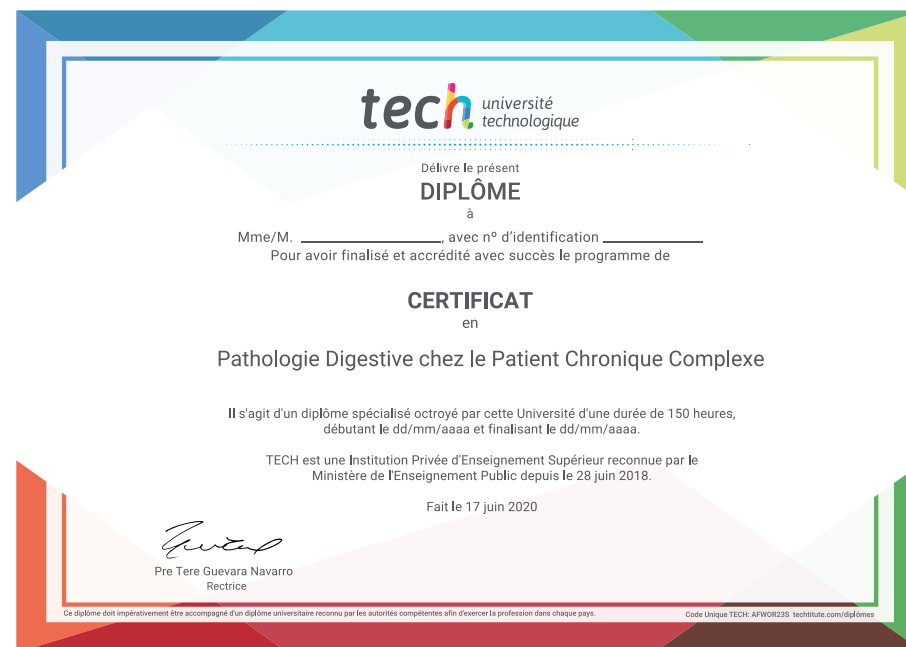 tech université
technologique
Délivre le présent
DIPLÔME
à
Mme/M. ____________________, avec nº d'identification ______________
Pour avoir finalisé et accrédité avec succès le programme de
CERTIFICAT
en
Pathologie Digestive chez le Patient Chronique Complexe
Il s'agit d'un diplôme spécialisé octroyé par cette Université d'une durée de 150 heures,
débutant le dd/mm/aaaa et finalisant le dd/mm/aaaa.
TECH est une Institution Privée d'Enseignement Supérieur reconnue par le
Ministère de l'Enseignement Public depuis le 28 juin 2018.
Fait le 17 juin 2020
Pre Tere Guevara Navarro
Rectrice
Ce diplôme doit impérativement être accompagné d'un diplôme universitaire reconnu par les autorités compétentes afin d'exercer la profession dans chaque pays.
Code Unique TECH: AFWOR23S techtitute.com/diplômes